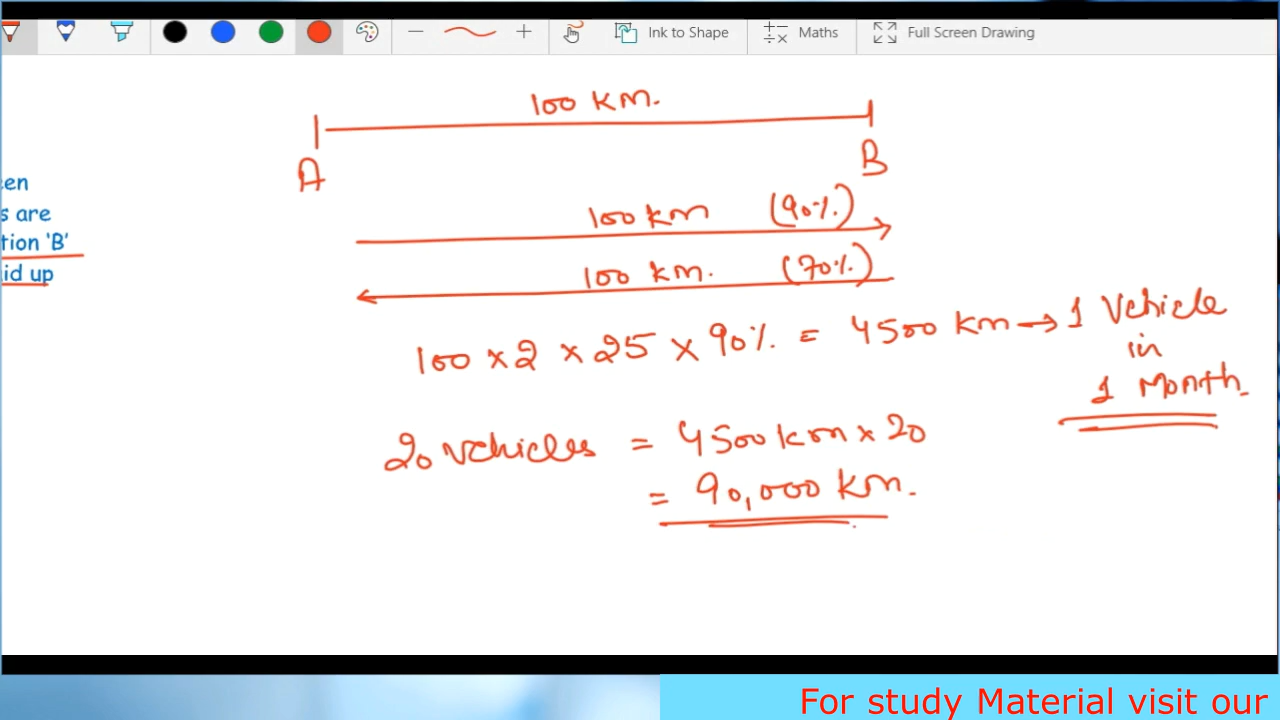 Ink to Shape
Maths
Full Screen Drawing
100 km.
A
B
een
s are
tion 'B'
id up
100 km (90%)
100 km. (70%)
100 × 2 × 25 × 90% = 4500 km → 1 Vehicle
in
1 Month.
20 vehicles = 4500 km × 20
= 90,000 km.
For study Material visit our